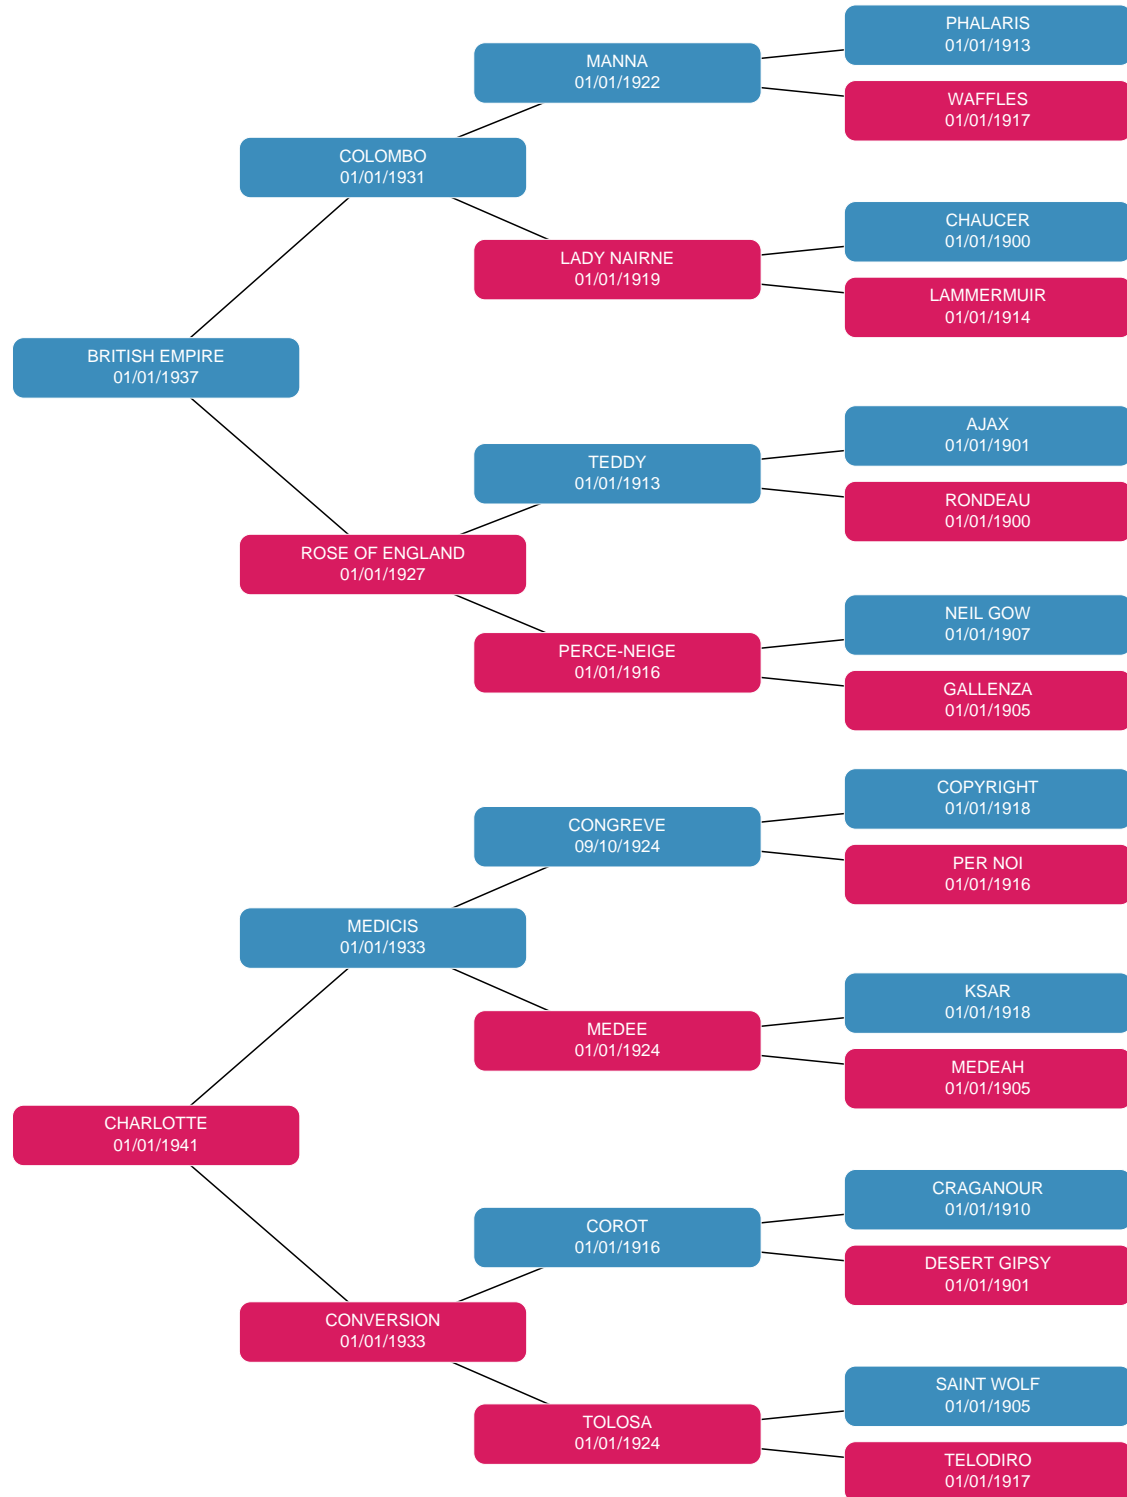 PHALARIS
01/01/1913
MANNA
01/01/1922
WAFFLES
01/01/1917
COLOMBO
01/01/1931
CHAUCER
01/01/1900
LADY NAIRNE
01/01/1919
LAMMERMUIR
01/01/1914
BRITISH EMPIRE
01/01/1937
AJAX
01/01/1901
TEDDY
01/01/1913
RONDEAU
01/01/1900
ROSE OF ENGLAND
01/01/1927
NEIL GOW
01/01/1907
PERCE-NEIGE
01/01/1916
GALLENZA
01/01/1905
COPYRIGHT
01/01/1918
CONGREVE
09/10/1924
PER NOI
01/01/1916
MEDICIS
01/01/1933
KSAR
01/01/1918
MEDEE
01/01/1924
MEDEAH
01/01/1905
CHARLOTTE
01/01/1941
CRAGANOUR
01/01/1910
COROT
01/01/1916
DESERT GIPSY
01/01/1901
CONVERSION
01/01/1933
SAINT WOLF
01/01/1905
TOLOSA
01/01/1924
TELODIRO
01/01/1917